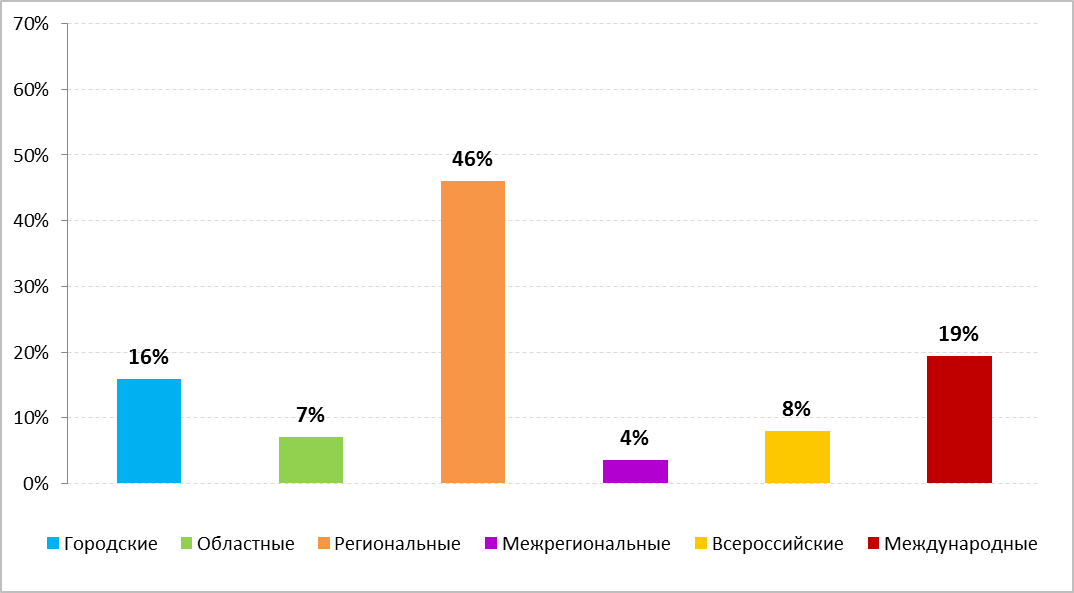 70%
60%
50%
40%
30%
20%
10%
0%
16%
7%
46%
4%
8%
19%
Городские
Областные
Региональные
Межрегиональные
Всероссийские
Международные